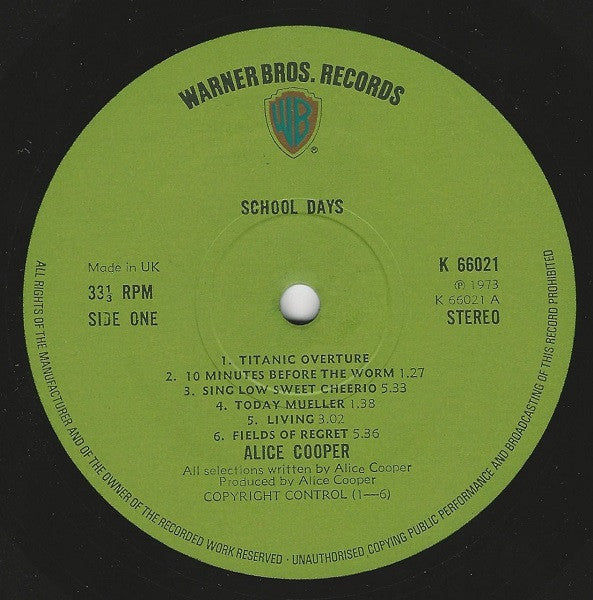 WARNER BROS. RECORDS
WB
®
SCHOOL DAYS
Made in UK
33⅓ RPM
SIDE ONE
K 66021
℗ 1973
K 66021 A
STEREO
1. TITANIC OVERTURE
2. 10 MINUTES BEFORE THE WORM 1.27
3. SING LOW SWEET CHEERIO 5.33
4. TODAY MUELLER 1.38
5. LIVING 3.02
6. FIELDS OF REGRET 5.36
ALICE COOPER
All selections written by Alice Cooper
Produced by Alice Cooper
COPYRIGHT CONTROL (1—6)
ALL RIGHTS OF THE MANUFACTURER AND OF THE OWNER OF THE RECORDED WORK RESERVED · UNAUTHORISED COPYING PUBLIC PERFORMANCE AND BROADCASTING OF THIS RECORD PROHIBITED